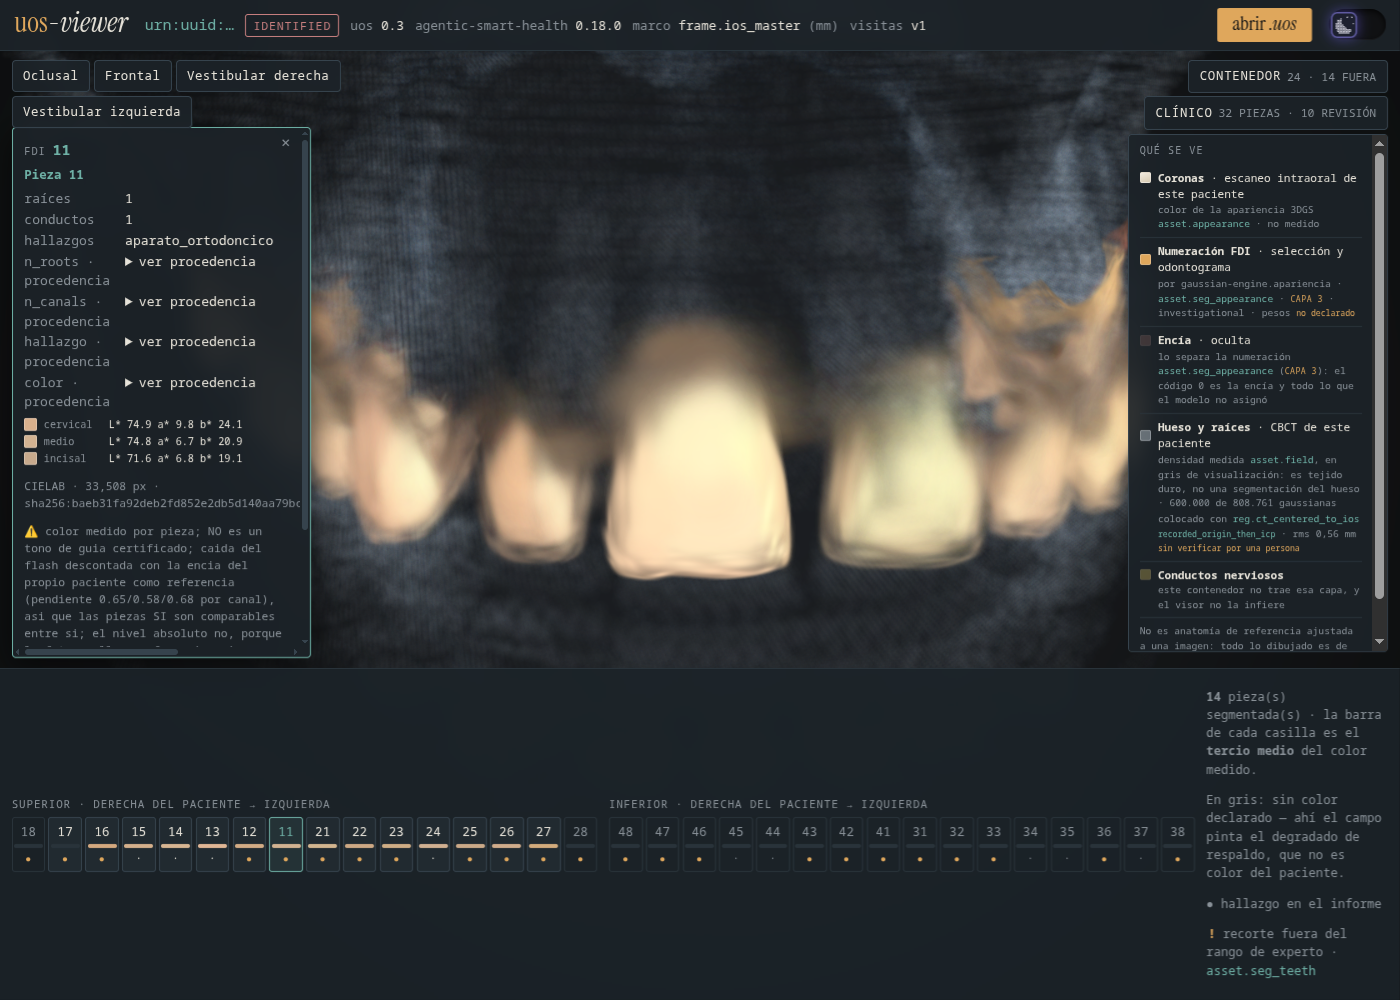 uos-viewer urn:uuid:… IDENTIFIED uos 0.3 agentic-smart-health 0.18.0 marco frame.ios_master (mm) visitas v1 abrir .uos
Oclusal Frontal Vestibular derecha
Vestibular izquierda
CONTENEDOR 24 · 14 FUERA
CLÍNICO 32 PIEZAS · 10 REVISIÓN
FDI 11 ×
Pieza 11
raíces 1
conductos 1
hallazgos aparato_ortodoncico
n_roots · ▶ ver procedencia
procedencia
n_canals · ▶ ver procedencia
procedencia
hallazgo · ▶ ver procedencia
procedencia
color · ▶ ver procedencia
procedencia
cervical L* 74.9 a* 9.8 b* 24.1
medio L* 74.8 a* 6.7 b* 20.9
incisal L* 71.6 a* 6.8 b* 19.1
CIELAB · 33,508 px ·
sha256:baeb31fa92deb2fd852e2db5d140aa79bc
⚠️ color medido por pieza; NO es un
tono de guia certificado; caida del
flash descontada con la encia del
propio paciente como referencia
(pendiente 0.65/0.58/0.68 por canal),
asi que las piezas SI son comparables
entre si; el nivel absoluto no, porque
QUÉ SE VE
Coronas · escaneo intraoral de
este paciente
color de la apariencia 3DGS
asset.appearance · no medido
Numeración FDI · selección y
odontograma
por gaussian-engine.apariencia ·
asset.seg_appearance · CAPA 3 ·
investigational · pesos no declarado
Encía · oculta
lo separa la numeración
asset.seg_appearance (CAPA 3): el
código 0 es la encía y todo lo que
el modelo no asignó
Hueso y raíces · CBCT de este
paciente
densidad medida asset.field, en
gris de visualización: es tejido
duro, no una segmentación del hueso
· 600.000 de 808.761 gaussianas
colocado con reg.ct_centered_to_ios
recorded_origin_then_icp · rms 0,56 mm
sin verificar por una persona
Conductos nerviosos
este contenedor no trae esa capa, y
el visor no la infiere
No es anatomía de referencia ajustada
a una imagen: todo lo dibujado es de
SUPERIOR · DERECHA DEL PACIENTE → IZQUIERDA
18 17 16 15 14 13 12 11 21 22 23 24 25 26 27 28
INFERIOR · DERECHA DEL PACIENTE → IZQUIERDA
48 47 46 45 44 43 42 41 31 32 33 34 35 36 37 38
14 pieza(s)
segmentada(s) · la barra
de cada casilla es el
tercio medio del color
medido.
En gris: sin color
declarado — ahí el campo
pinta el degradado de
respaldo, que no es
color del paciente.
● hallazgo en el informe
! recorte fuera del
rango de experto ·
asset.seg_teeth